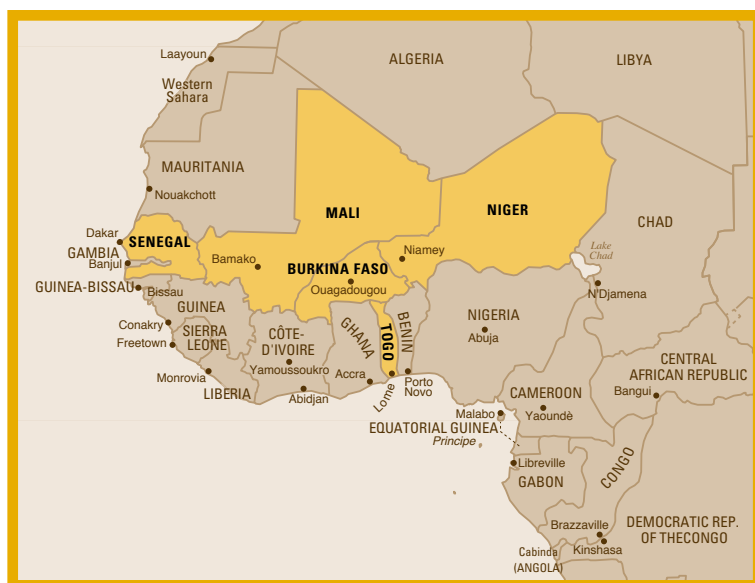 ALGERIA
LIBYA
Laayoun
Western
Sahara
MAURITANIA
Nouakchott
MALI
NIGER
CHAD
Dakar
SENEGAL
GAMBIA
Banjul
Bamako
BURKINA FASO
Ouagadougou
Niamey
Lake
Chad
N'Djamena
GUINEA-BISSAU
Bissau
GUINEA
Conakry
SIERRA
LEONE
Freetown
CÔTE-
D'IVOIRE
Yamoussoukro
GHANA
TOGO
BENIN
NIGERIA
Abuja
Monrovia
LIBERIA
Abidjan
Accra
Lome
Porto
Novo
CENTRAL
AFRICAN REPUBLIC
Bangui
CAMEROON
Yaoundè
Malabo
EQUATORIAL GUINEA
Principe
Libreville
GABON
CONGO
Brazzaville
Kinshasa
DEMOCRATIC REP.
OF THECONGO
Cabinda
(ANGOLA)